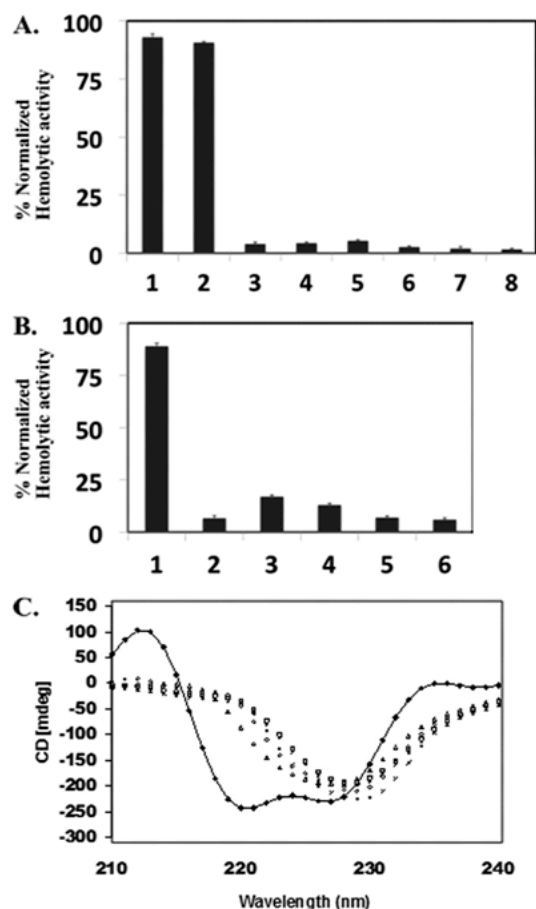 A.
% Normalized
Hemolytic activity
100
75
50
25
0
1 2 3 4 5 6 7 8
B.
% Normalized
Hemolytic activity
100
75
50
25
0
1 2 3 4 5 6
C.
CD [mdeg]
150
100
50
0
-50
-100
-150
-200
-250
-300
210 220 230 240
Wavelength (nm)